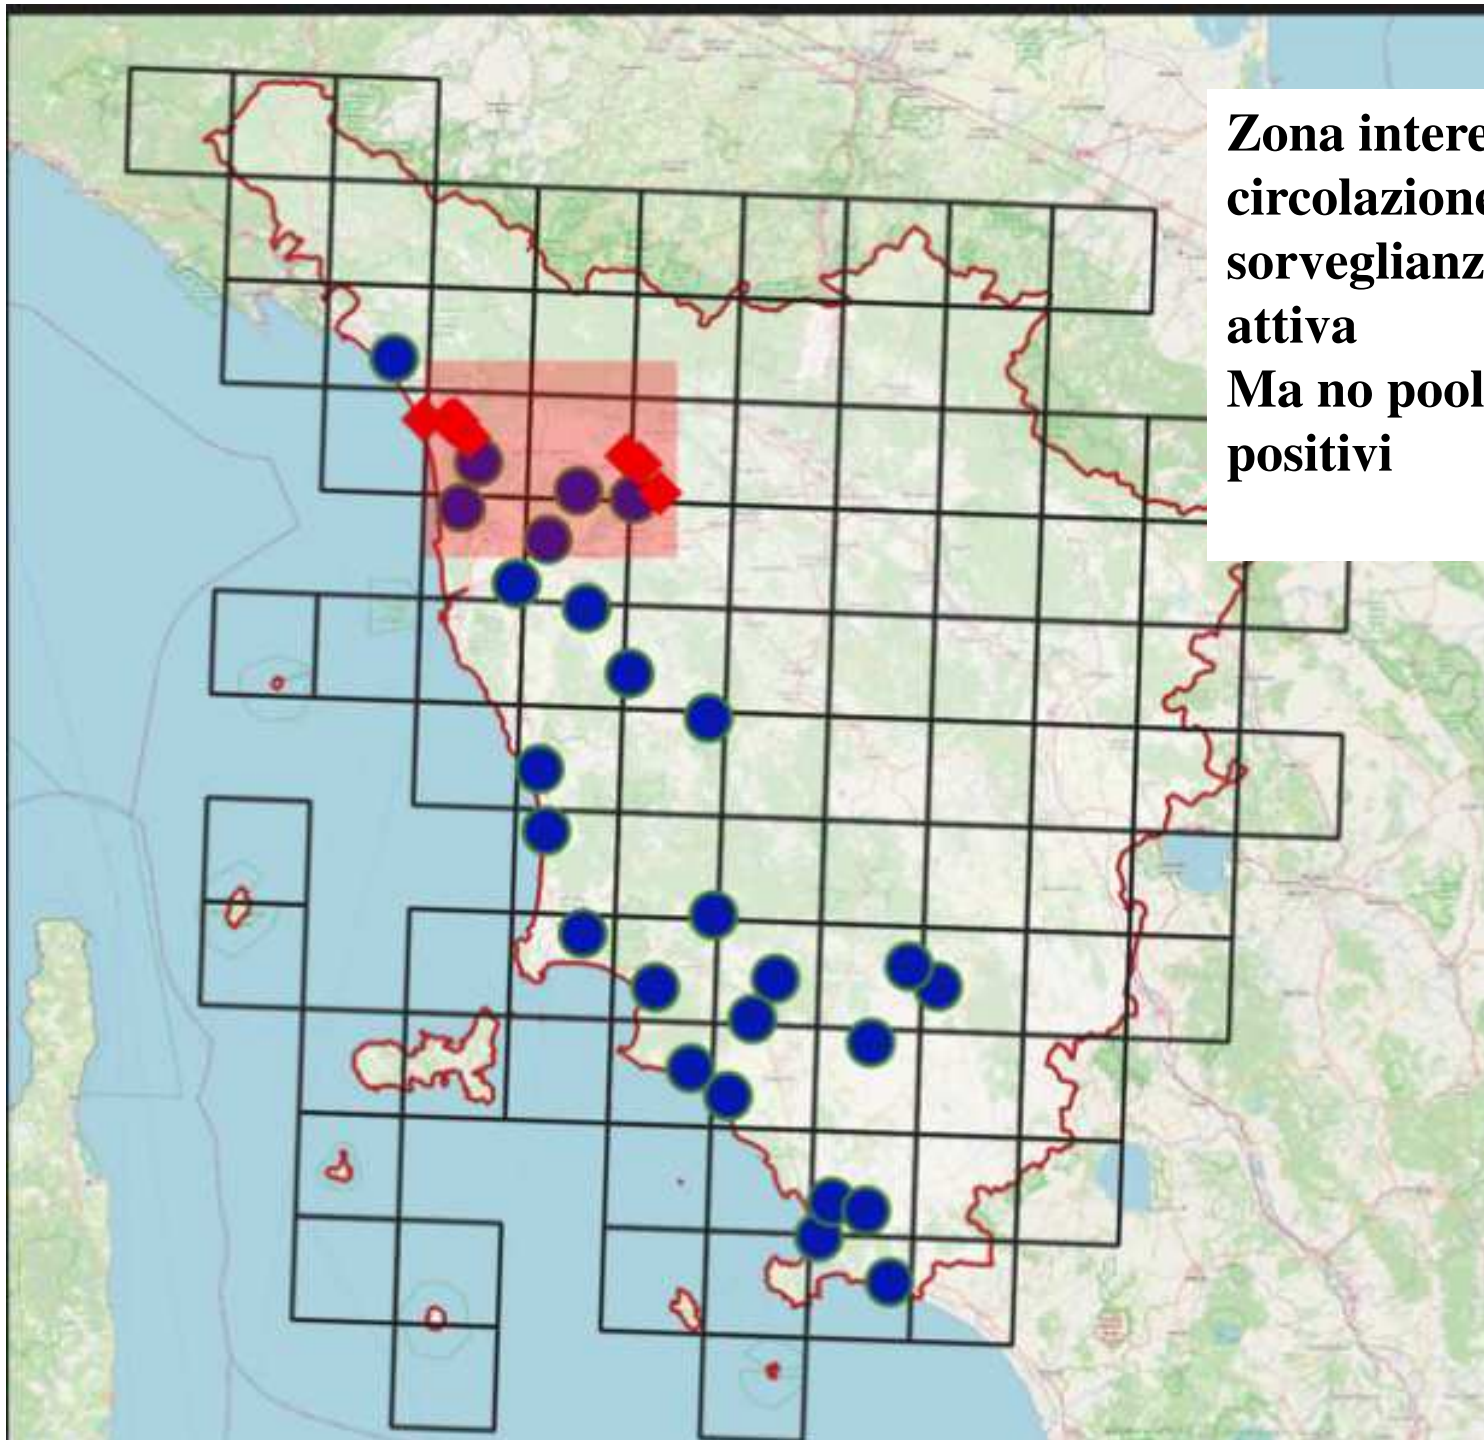 Zona intere
circolazione
sorveglianz
attiva
Ma no pool
positivi